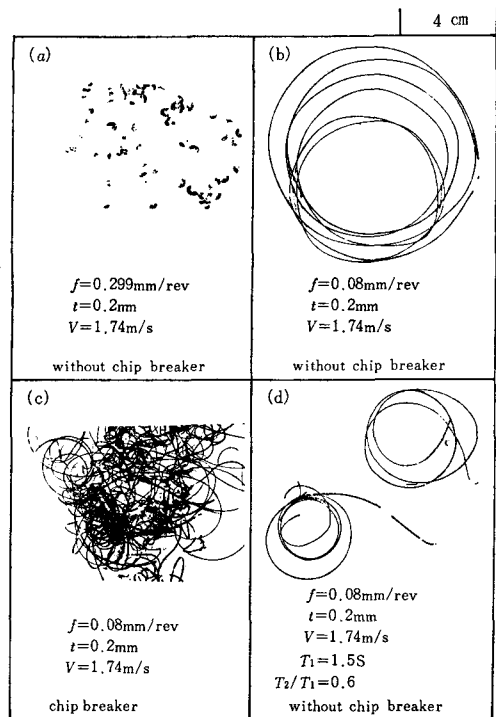 4 cm
(a)
f=0.299mm/rev
t=0.2mm
V=1.74m/s
without chip breaker
(b)
f=0.08mm/rev
t=0.2mm
V=1.74m/s
without chip breaker
(c)
f=0.08mm/rev
t=0.2mm
V=1.74m/s
chip breaker
(d)
f=0.08mm/rev
t=0.2mm
V=1.74m/s
T₁=1.5S
T₂/T₁=0.6
without chip breaker